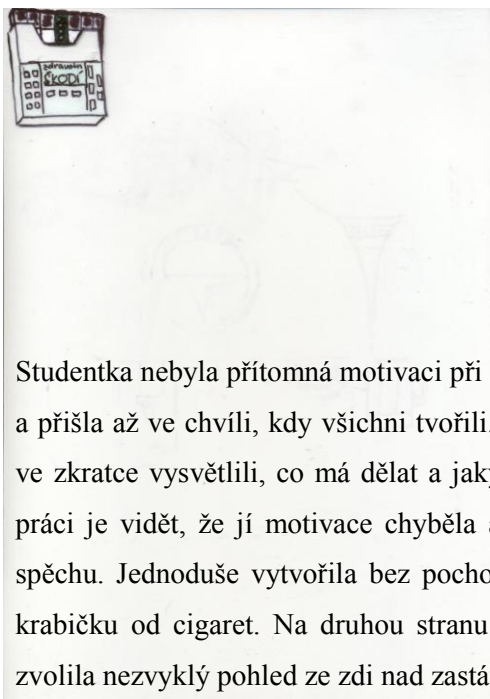 zdravotn
ŠKODÍ
Studentka nebyla přítomná motivaci při
a přišla až ve chvíli, kdy všichni tvořili
ve zkratce vysvětlili, co má dělat a jaký
práci je vidět, že jí motivace chyběla a
spěchu. Jednoduše vytvořila bez pocho
krabičku od cigaret. Na druhou stranu
zvolila nezvyklý pohled ze zdi nad zastá